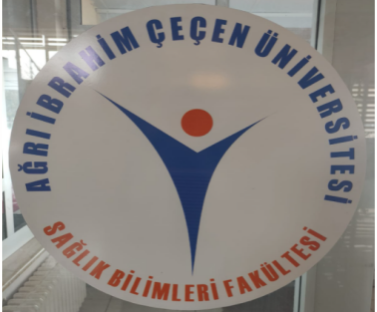 AĞRI İBRAHİM ÇEÇEN ÜNİVERSİTESİ
SAĞLIK BİLİMLERİ FAKÜLTESİ